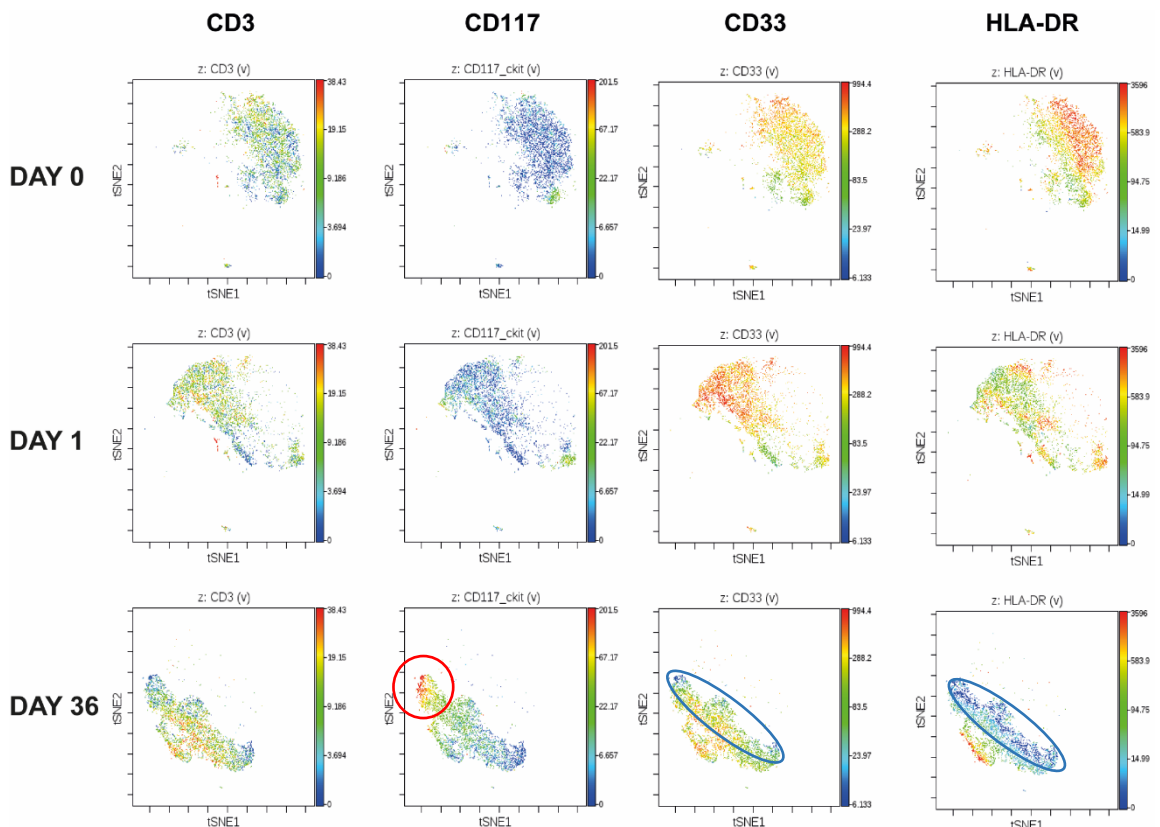 CD3 CD117 CD33 HLA-DR
z: CD3 (v) z: CD117_ckit (v) z: CD33 (v) z: HLA-DR (v)
38.43 201.5 994.4 3596
19.15 67.17 288.2 583.9
DAY 0
9.186 22.17 83.5 94.75
3.694 6.657 23.97 14.99
0 0 6.133 0
tSNE2 tSNE2 tSNE2 tSNE2
tSNE1 tSNE1 tSNE1 tSNE1
z: CD3 (v) z: CD117_ckit (v) z: CD33 (v) z: HLA-DR (v)
38.43 201.5 994.4 3596
19.15 67.17 288.2 583.9
DAY 1
9.186 22.17 83.5 94.75
3.694 6.657 23.97 14.99
0 0 6.133 0
tSNE2 tSNE2 tSNE2 tSNE2
tSNE1 tSNE1 tSNE1 tSNE1
z: CD3 (v) z: CD117_ckit (v) z: CD33 (v) z: HLA-DR (v)
38.43 201.5 994.4 3596
19.15 67.17 288.2 583.9
DAY 36
9.186 22.17 83.5 94.75
3.694 6.657 23.97 14.99
0 0 6.133 0
tSNE2 tSNE2 tSNE2 tSNE2
tSNE1 tSNE1 tSNE1 tSNE1